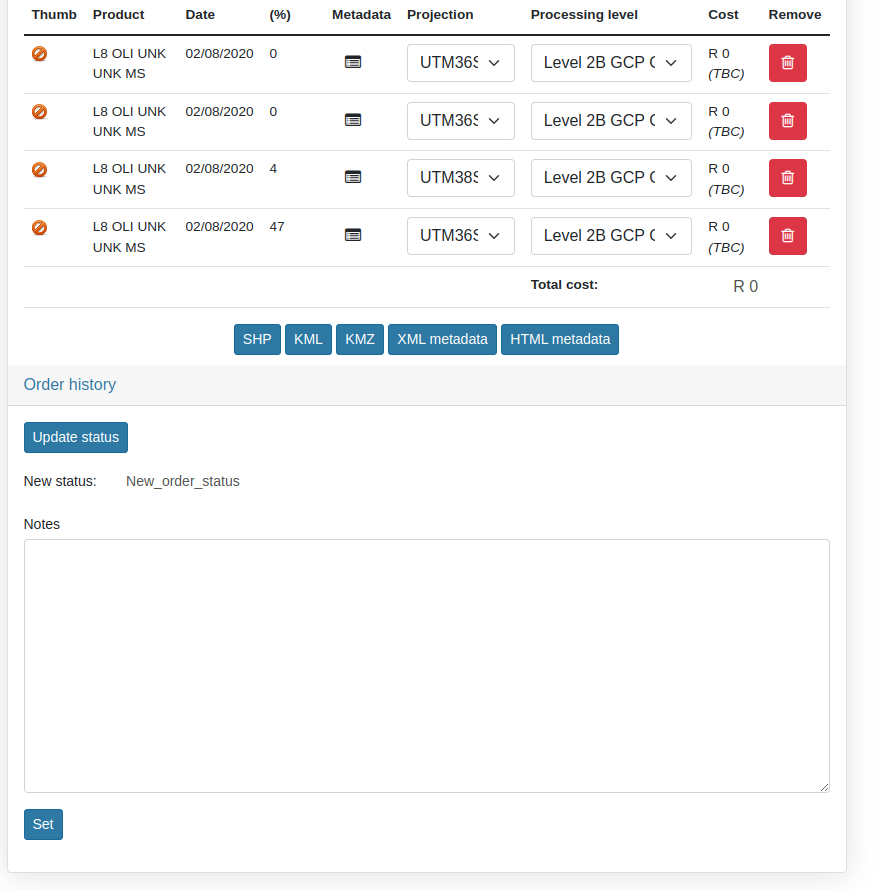 Thumb Product Date (%) Metadata Projection Processing level Cost Remove
L8 OLI UNK 02/08/2020 0 UTM36S Level 2B GCP R 0
UNK MS (TBC)
L8 OLI UNK 02/08/2020 0 UTM36S Level 2B GCP R 0
UNK MS (TBC)
L8 OLI UNK 02/08/2020 4 UTM38S Level 2B GCP R 0
UNK MS (TBC)
L8 OLI UNK 02/08/2020 47 UTM36S Level 2B GCP R 0
UNK MS (TBC)
Total cost: R 0
SHP KML KMZ XML metadata HTML metadata
Order history
Update status
New status: New_order_status
Notes
Set